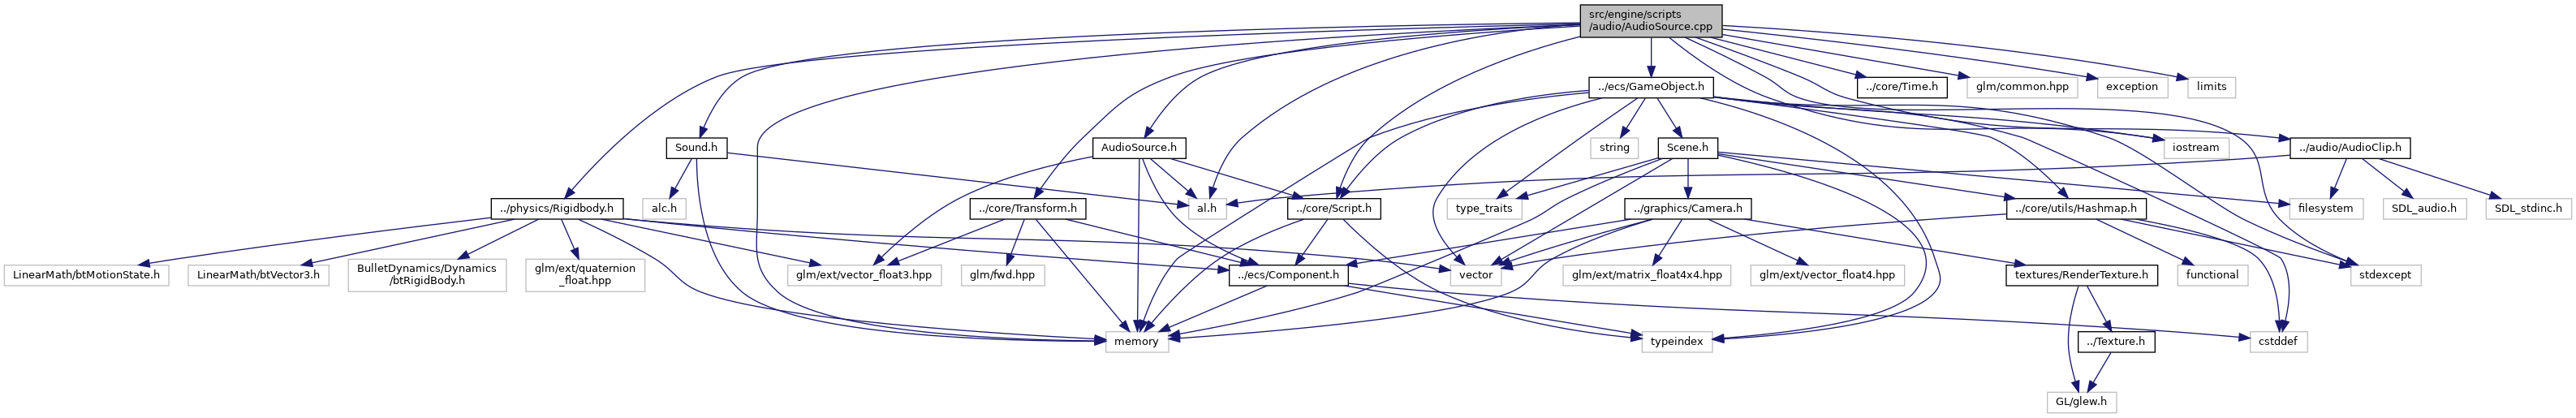 src/engine/scripts
/audio/AudioSource.cpp
../ecs/GameObject.h
../core/Time.h
glm/common.hpp
exception
limits
Sound.h
AudioSource.h
string
Scene.h
iostream
../audio/AudioClip.h
../physics/Rigidbody.h
alc.h
../core/Transform.h
al.h
../core/Script.h
type_traits
../graphics/Camera.h
../core/utils/Hashmap.h
filesystem
SDL_audio.h
SDL_stdinc.h
LinearMath/btMotionState.h
LinearMath/btVector3.h
BulletDynamics/Dynamics
/btRigidBody.h
glm/ext/quaternion
_float.hpp
glm/ext/vector_float3.hpp
glm/fwd.hpp
../ecs/Component.h
vector
glm/ext/matrix_float4x4.hpp
glm/ext/vector_float4.hpp
textures/RenderTexture.h
functional
stdexcept
memory
typeindex
../Texture.h
cstddef
GL/glew.h